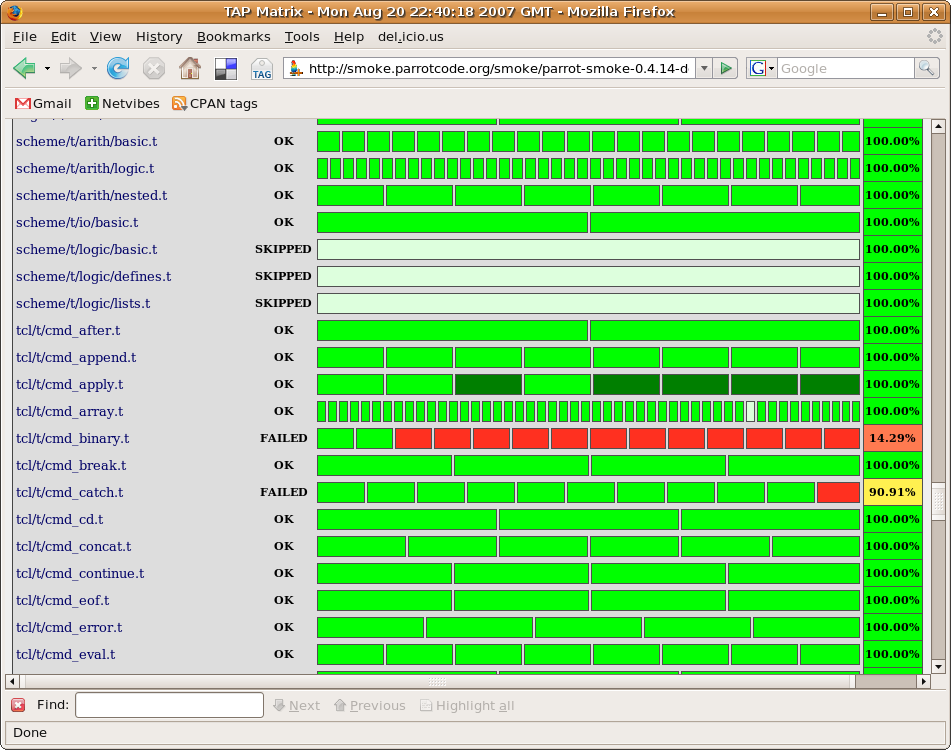 TAP Matrix - Mon Aug 20 22:40:18 2007 GMT - Mozilla Firefox
File Edit View History Bookmarks Tools Help del.icio.us
TAG http://smoke.parrotcode.org/smoke/parrot-smoke-0.4.14-d G Google
Gmail Netvibes CPAN tags
scheme/t/arith/basic.t OK 100.00%
scheme/t/arith/logic.t OK 100.00%
scheme/t/arith/nested.t OK 100.00%
scheme/t/io/basic.t OK 100.00%
scheme/t/logic/basic.t SKIPPED 100.00%
scheme/t/logic/defines.t SKIPPED 100.00%
scheme/t/logic/lists.t SKIPPED 100.00%
tcl/t/cmd_after.t OK 100.00%
tcl/t/cmd_append.t OK 100.00%
tcl/t/cmd_apply.t OK 100.00%
tcl/t/cmd_array.t OK 100.00%
tcl/t/cmd_binary.t FAILED 14.29%
tcl/t/cmd_break.t OK 100.00%
tcl/t/cmd_catch.t FAILED 90.91%
tcl/t/cmd_cd.t OK 100.00%
tcl/t/cmd_concat.t OK 100.00%
tcl/t/cmd_continue.t OK 100.00%
tcl/t/cmd_eof.t OK 100.00%
tcl/t/cmd_error.t OK 100.00%
tcl/t/cmd_eval.t OK 100.00%
Find: Next Previous Highlight all
Done